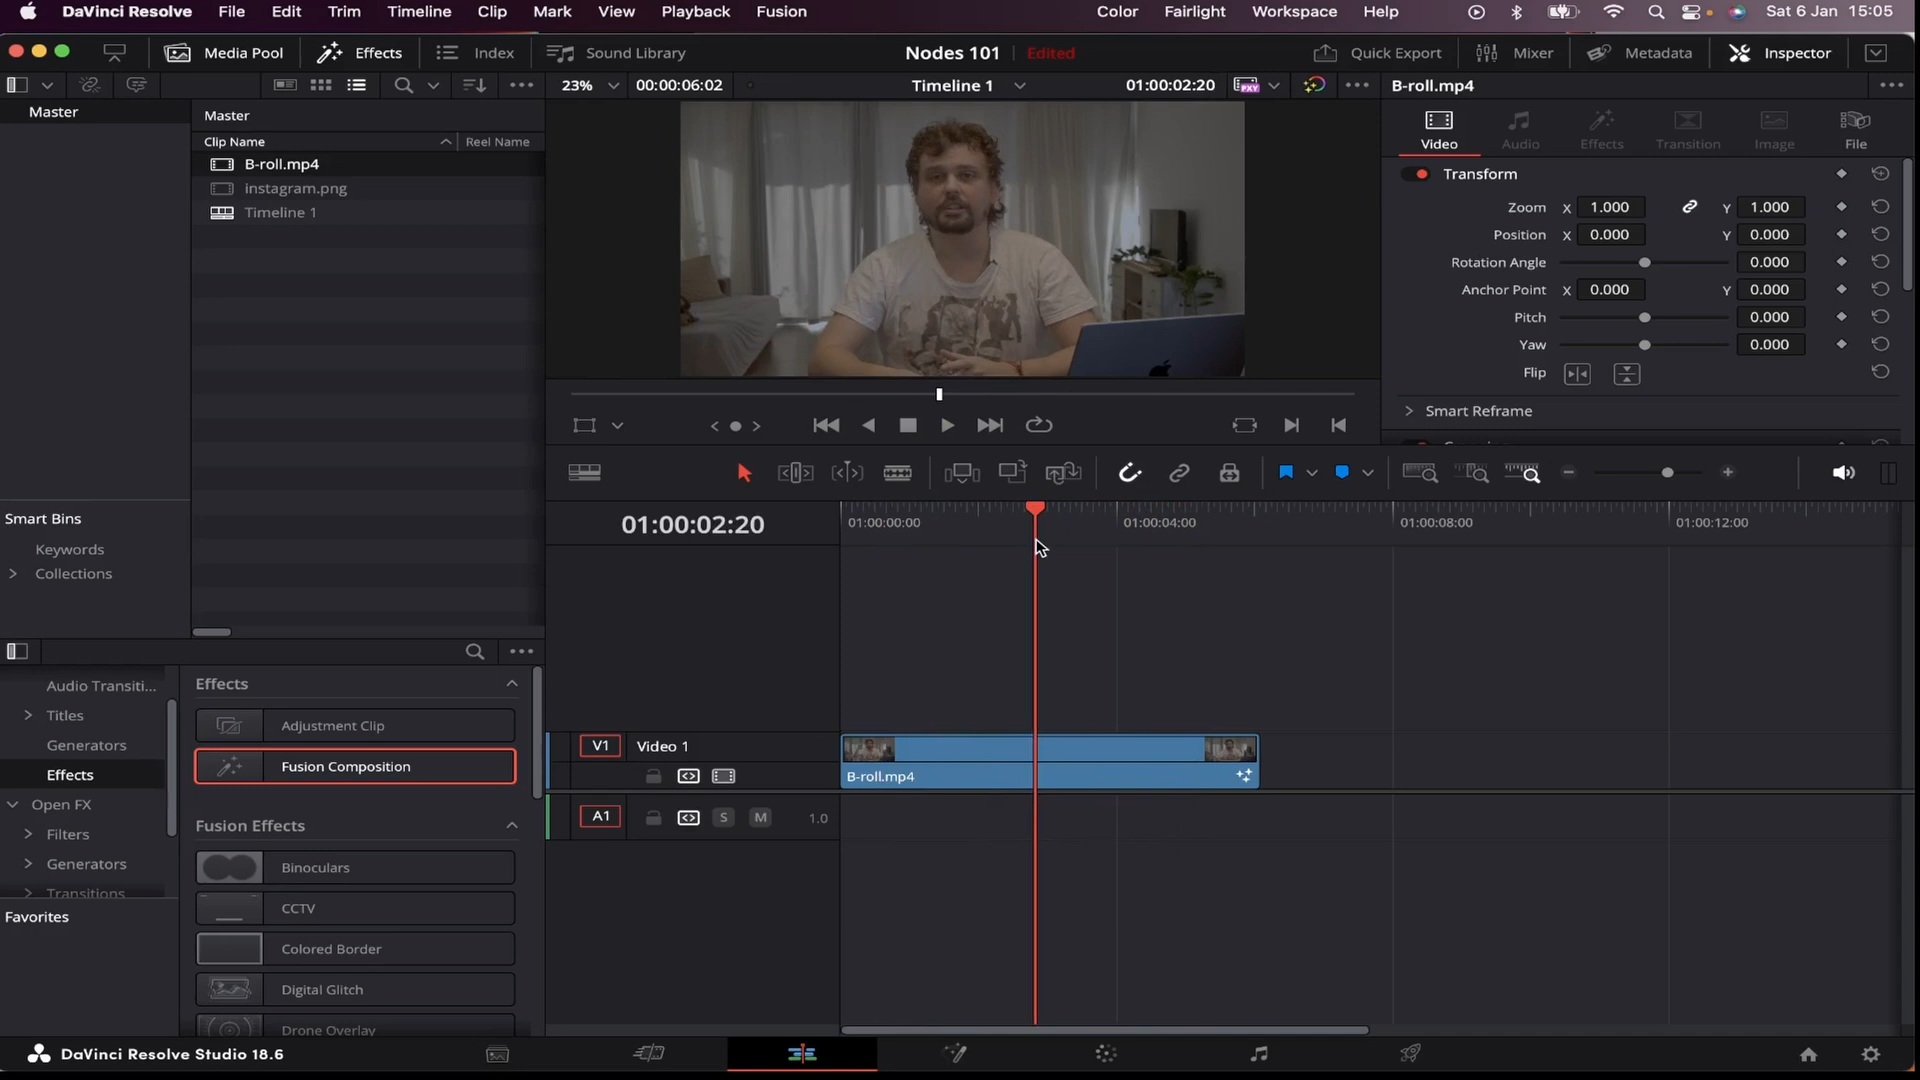 DaVinci Resolve File Edit Trim Timeline Clip Mark View Playback Fusion Color Fairlight Workspace Help Sat 6 Jan 15:05
Media Pool Effects Index Sound Library Nodes 101 Edited Quick Export Mixer Metadata Inspector
23% 00:00:06:02 Timeline 1 01:00:02:20 PXY B-roll.mp4
Master
Master
Clip Name Reel Name
B-roll.mp4
instagram.png
Timeline 1
Video Audio Effects Transition Image File
Transform
Zoom X 1.000 Y 1.000
Position X 0.000 Y 0.000
Rotation Angle 0.000
Anchor Point X 0.000 Y 0.000
Pitch 0.000
Yaw 0.000
Flip
Smart Reframe
Smart Bins
Keywords
Collections
01:00:02:20 01:00:00:00 01:00:04:00 01:00:08:00 01:00:12:00
Audio Transiti...
Titles
Generators
Effects
Open FX
Filters
Generators
Transitions
Favorites
Effects
Adjustment Clip
Fusion Composition
Fusion Effects
Binoculars
CCTV
Colored Border
Digital Glitch
Drone Overlay
V1 Video 1
B-roll.mp4
A1 S M 1.0
DaVinci Resolve Studio 18.6